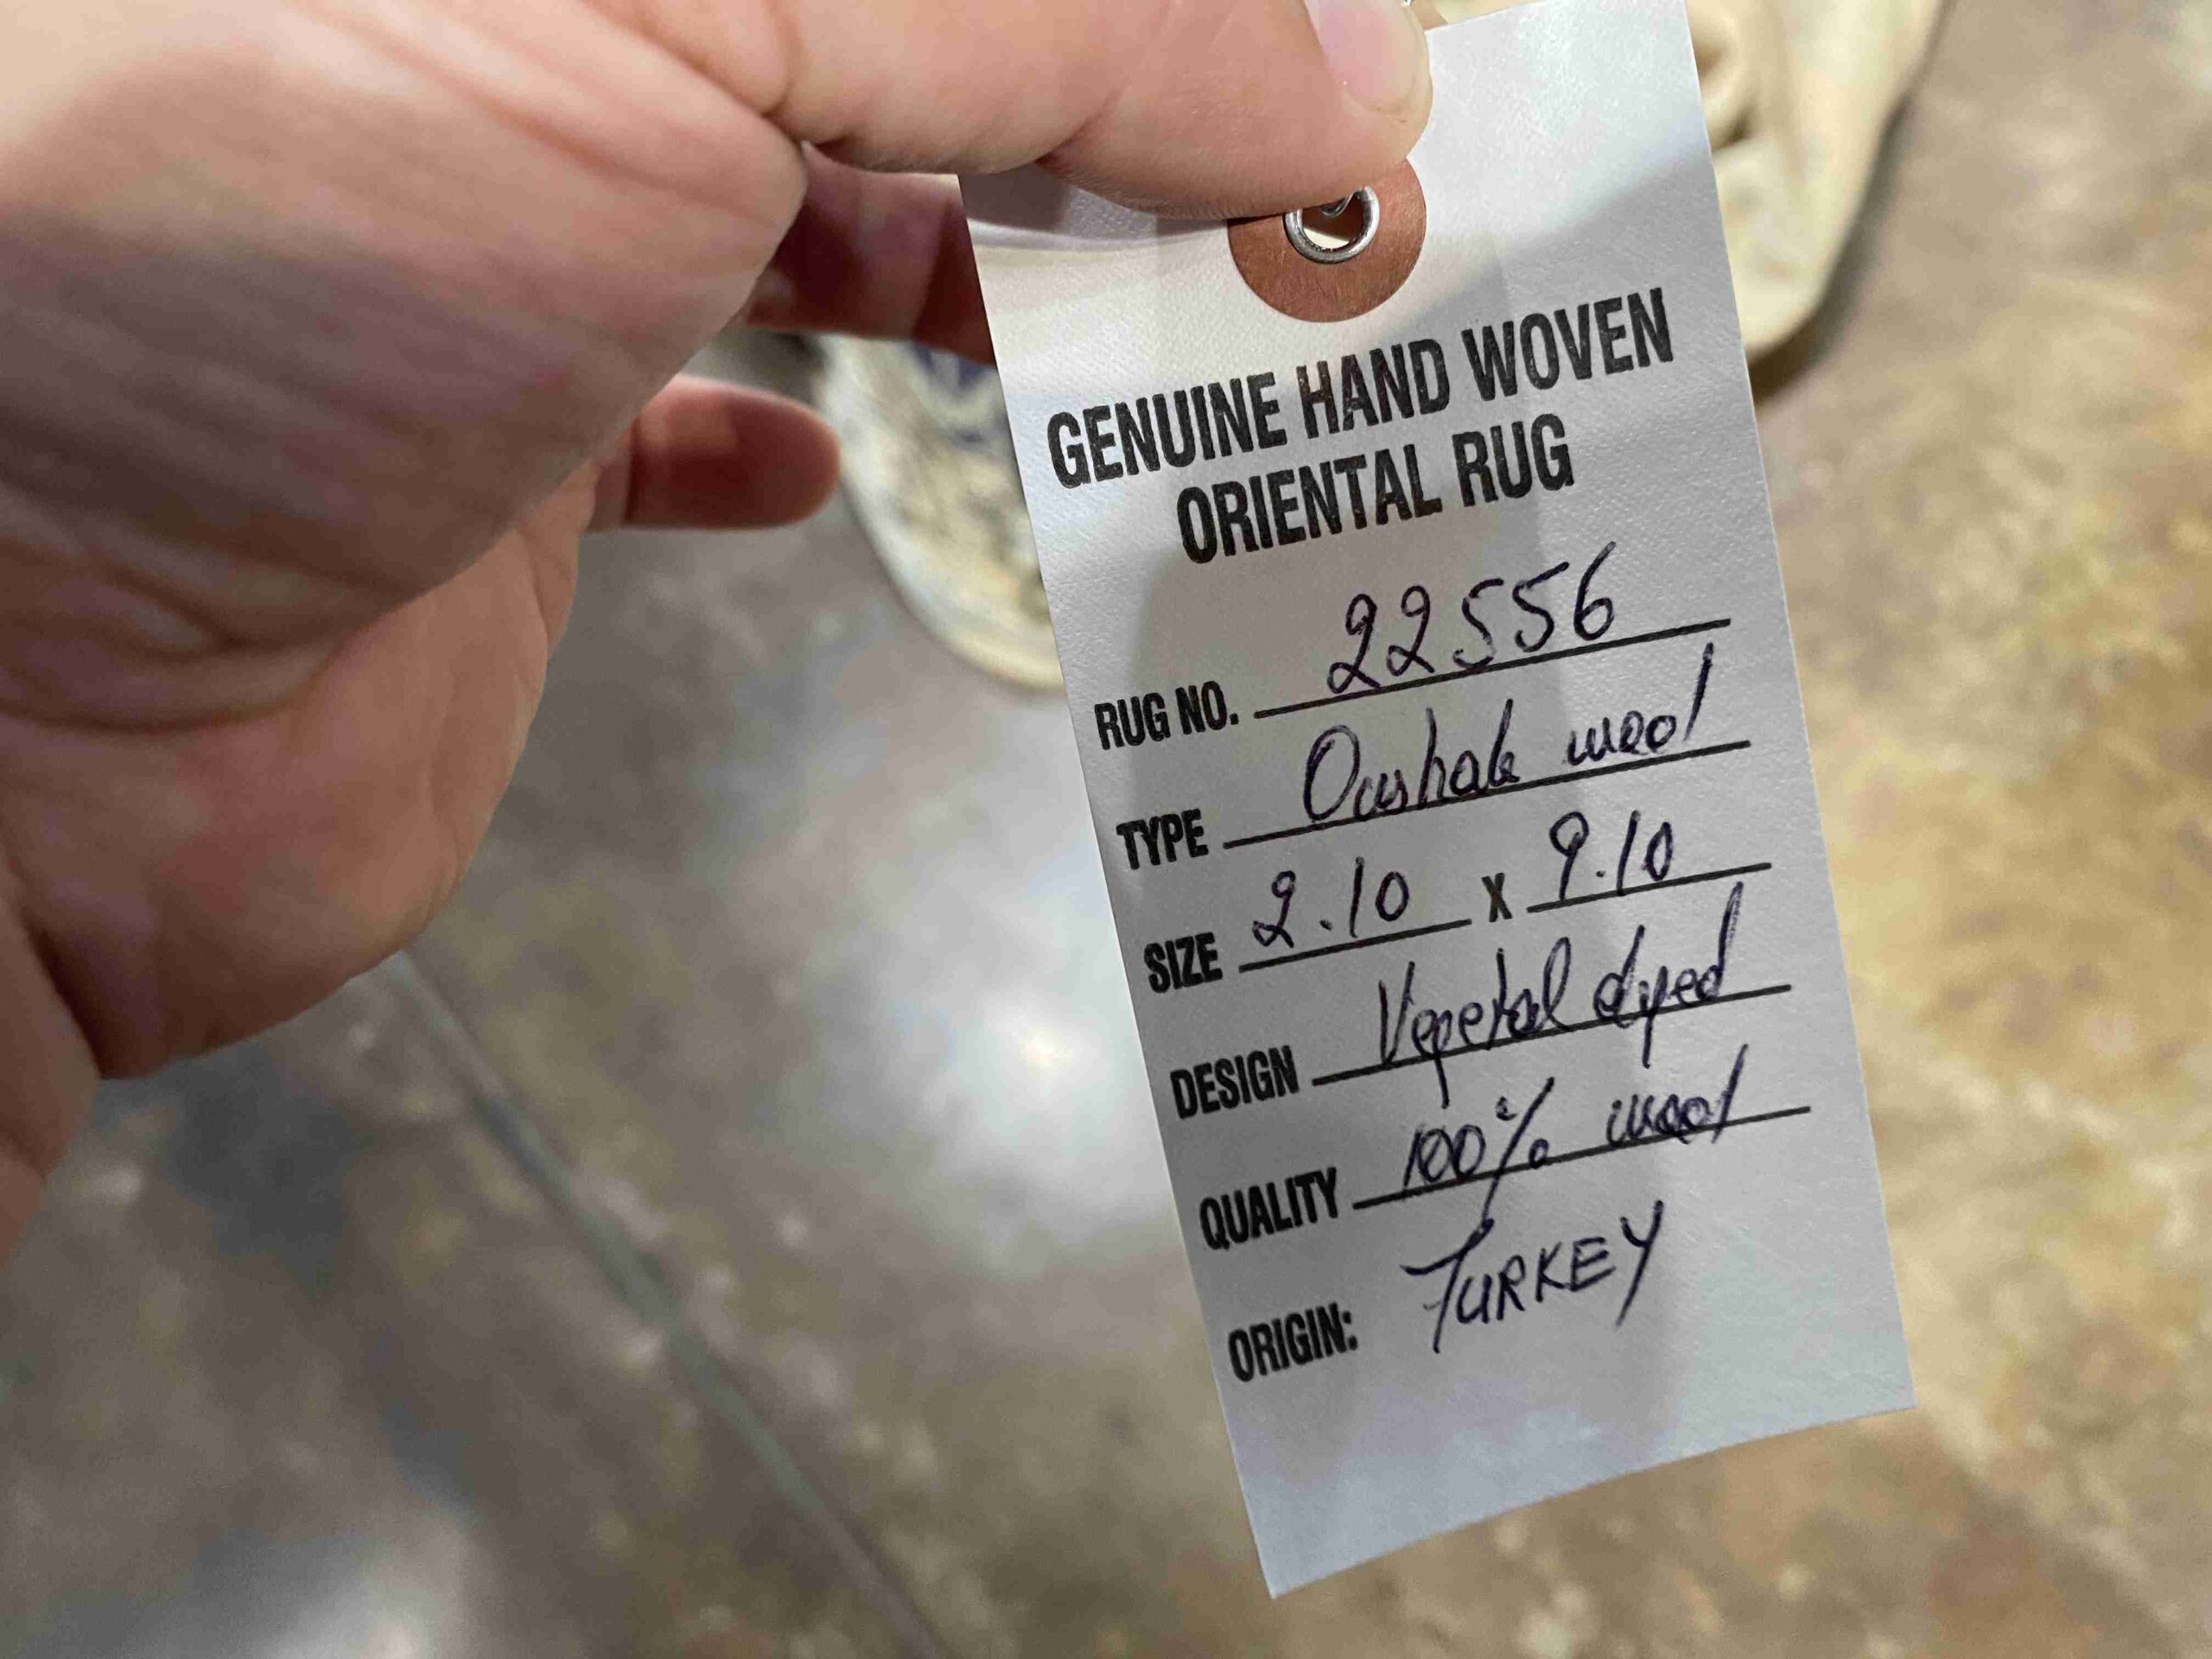 GENUINE HAND WOVEN
ORIENTAL RUG
RUG NO. 22556
TYPE Oushak wool
SIZE 2.10 X 9.10
DESIGN Vegetal dyed
QUALITY 100% wool
ORIGIN: TURKEY